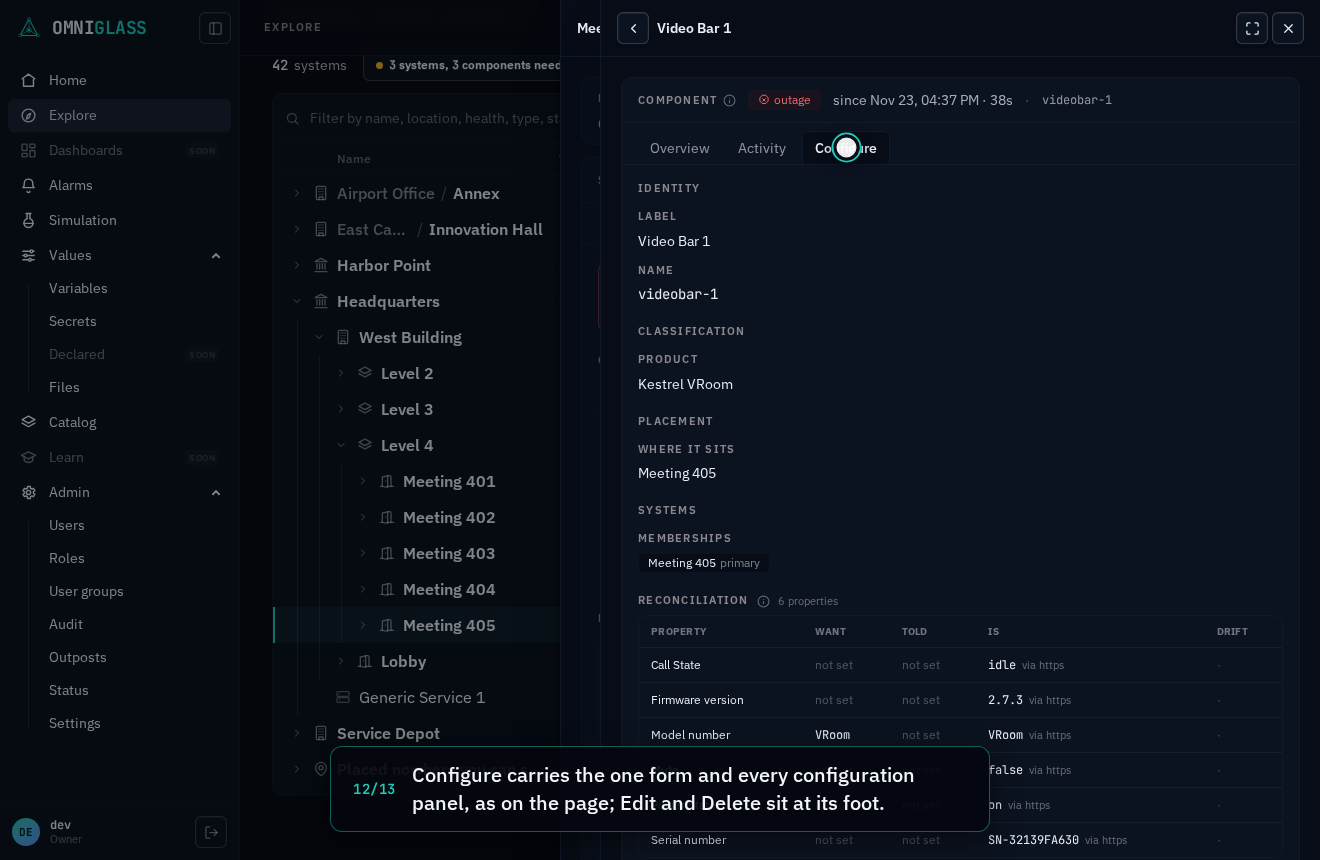 OMNIGLASS
Home
Explore
Dashboards SOON
Alarms
Simulation
Values
Variables
Secrets
Declared SOON
Files
Catalog
Learn SOON
Admin
Users
Roles
User groups
Audit
Outposts
Status
Settings
DE dev
Owner
EXPLORE
42 systems
3 systems, 3 components need
Filter by name, location, health, type, st
Name
Airport Office / Annex
East Ca... / Innovation Hall
Harbor Point
Headquarters
West Building
Level 2
Level 3
Level 4
Meeting 401
Meeting 402
Meeting 403
Meeting 404
Meeting 405
Lobby
Generic Service 1
Service Depot
Mee
Video Bar 1
COMPONENT outage since Nov 23, 04:37 PM · 38s · videobar-1
Overview Activity Configure
IDENTITY
LABEL
Video Bar 1
NAME
videobar-1
CLASSIFICATION
PRODUCT
Kestrel VRoom
PLACEMENT
WHERE IT SITS
Meeting 405
SYSTEMS
MEMBERSHIPS
Meeting 405 primary
RECONCILIATION 6 properties
PROPERTY WANT TOLD IS DRIFT
Call State not set not set idle via https -
Firmware version not set not set 2.7.3 via https -
Model number VRoom not set VRoom via https -
false via https -
on via https -
Serial number not set not set SN-32139FA630 via https -
12/13 Configure carries the one form and every configuration
panel, as on the page; Edit and Delete sit at its foot.